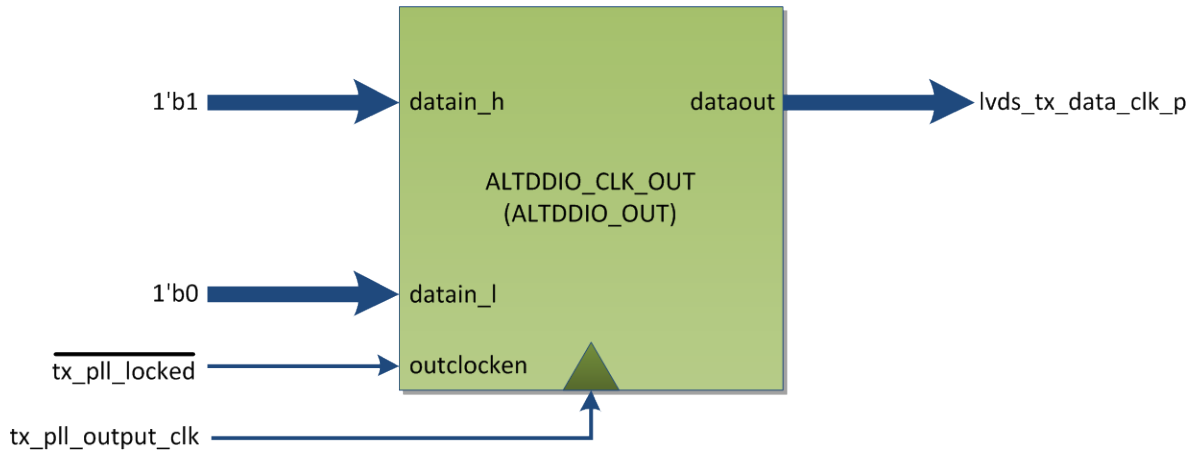 1'b1
datain_h
dataout
lvds_tx_data_clk_p
ALTDDIO_CLK_OUT
(ALTDDIO_OUT)
1'b0
datain_l
tx_pll_locked
outclocken
tx_pll_output_clk